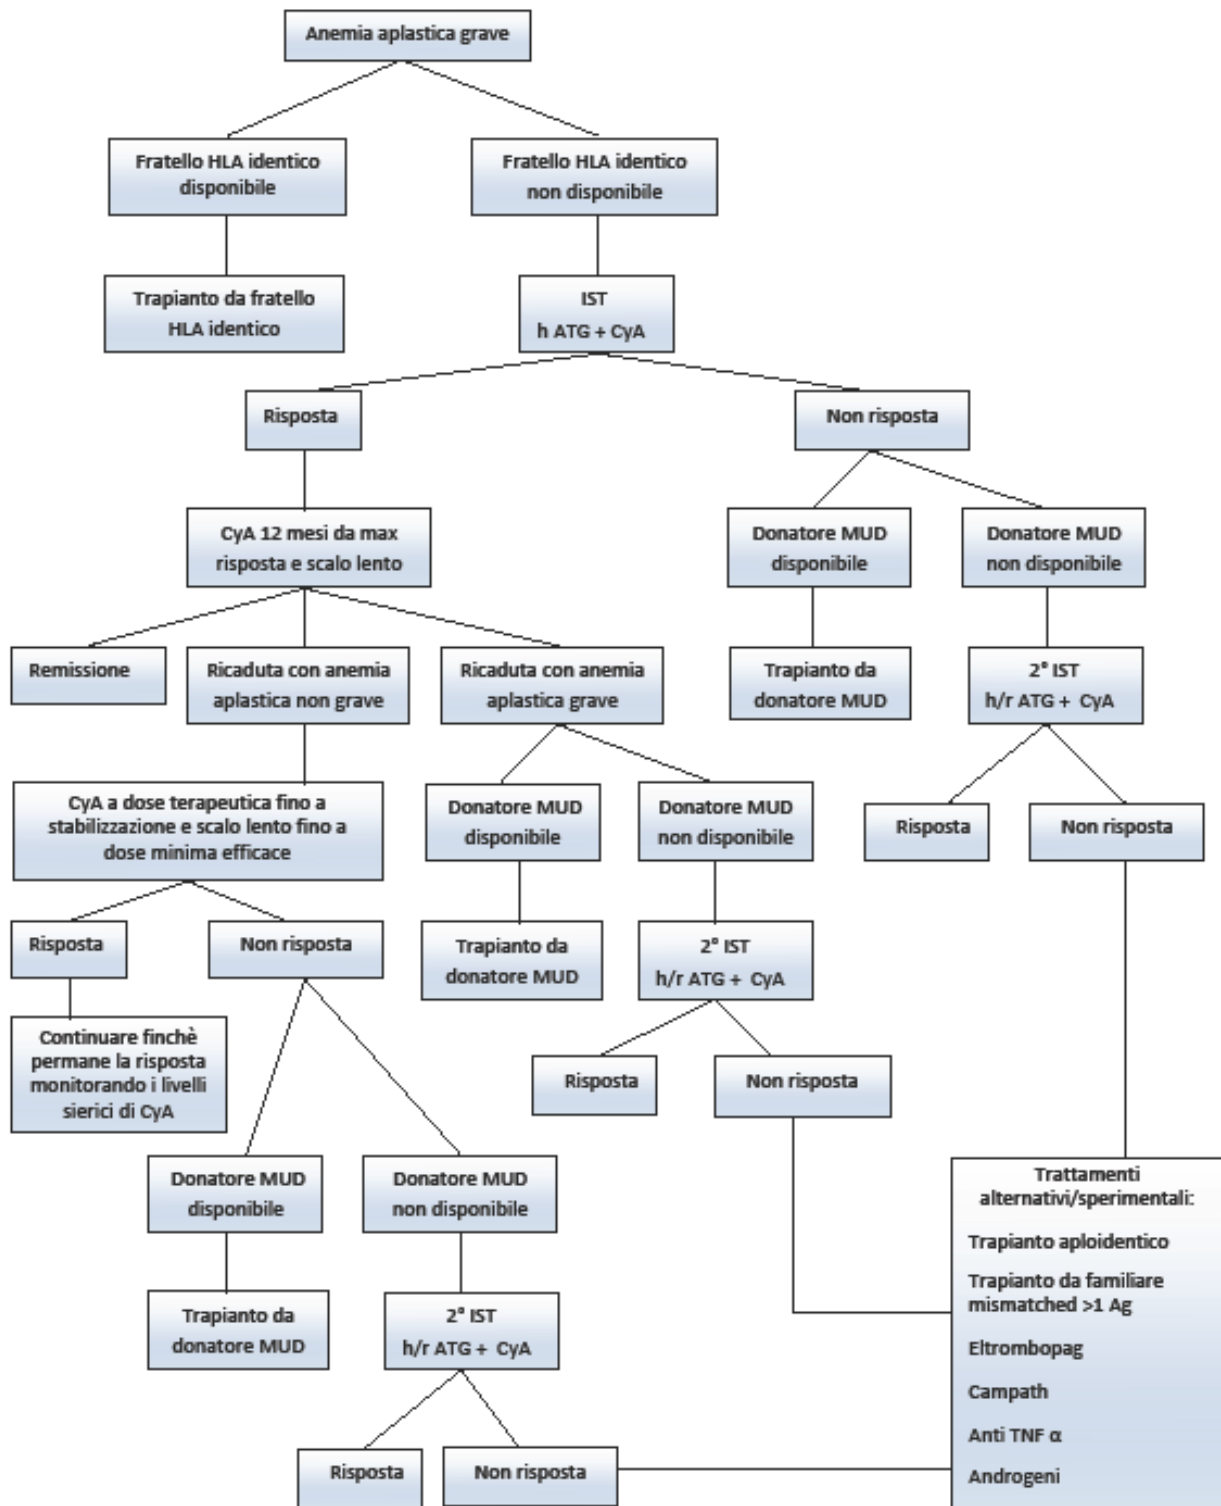 Anemia aplastica grave
Fratello HLA identico
disponibile
Fratello HLA identico
non disponibile
Trapianto da fratello
HLA identico
IST
h ATG + CyA
Risposta
Non risposta
CyA 12 mesi da max
risposta e scalo lento
Donatore MUD
disponibile
Donatore MUD
non disponibile
Remissione
Ricaduta con anemia
aplastica non grave
Ricaduta con anemia
aplastica grave
Trapianto da
donatore MUD
2° IST
h/r ATG + CyA
CyA a dose terapeutica fino a
stabilizzazione e scalo lento fino a
dose minima efficace
Donatore MUD
disponibile
Donatore MUD
non disponibile
Risposta
Non risposta
Risposta
Non risposta
Trapianto da
donatore MUD
2° IST
h/r ATG + CyA
Continuare finchè
permane la risposta
monitorando i livelli
sierici di CyA
Risposta
Non risposta
Donatore MUD
disponibile
Donatore MUD
non disponibile
Trapianto da
donatore MUD
2° IST
h/r ATG + CyA
Risposta
Non risposta
Trattamenti
alternativi/sperimentali:
Trapianto aploidentico
Trapianto da familiare
mismatched >1 Ag
Eltrombopag
Campath
Anti TNF α
Androgeni